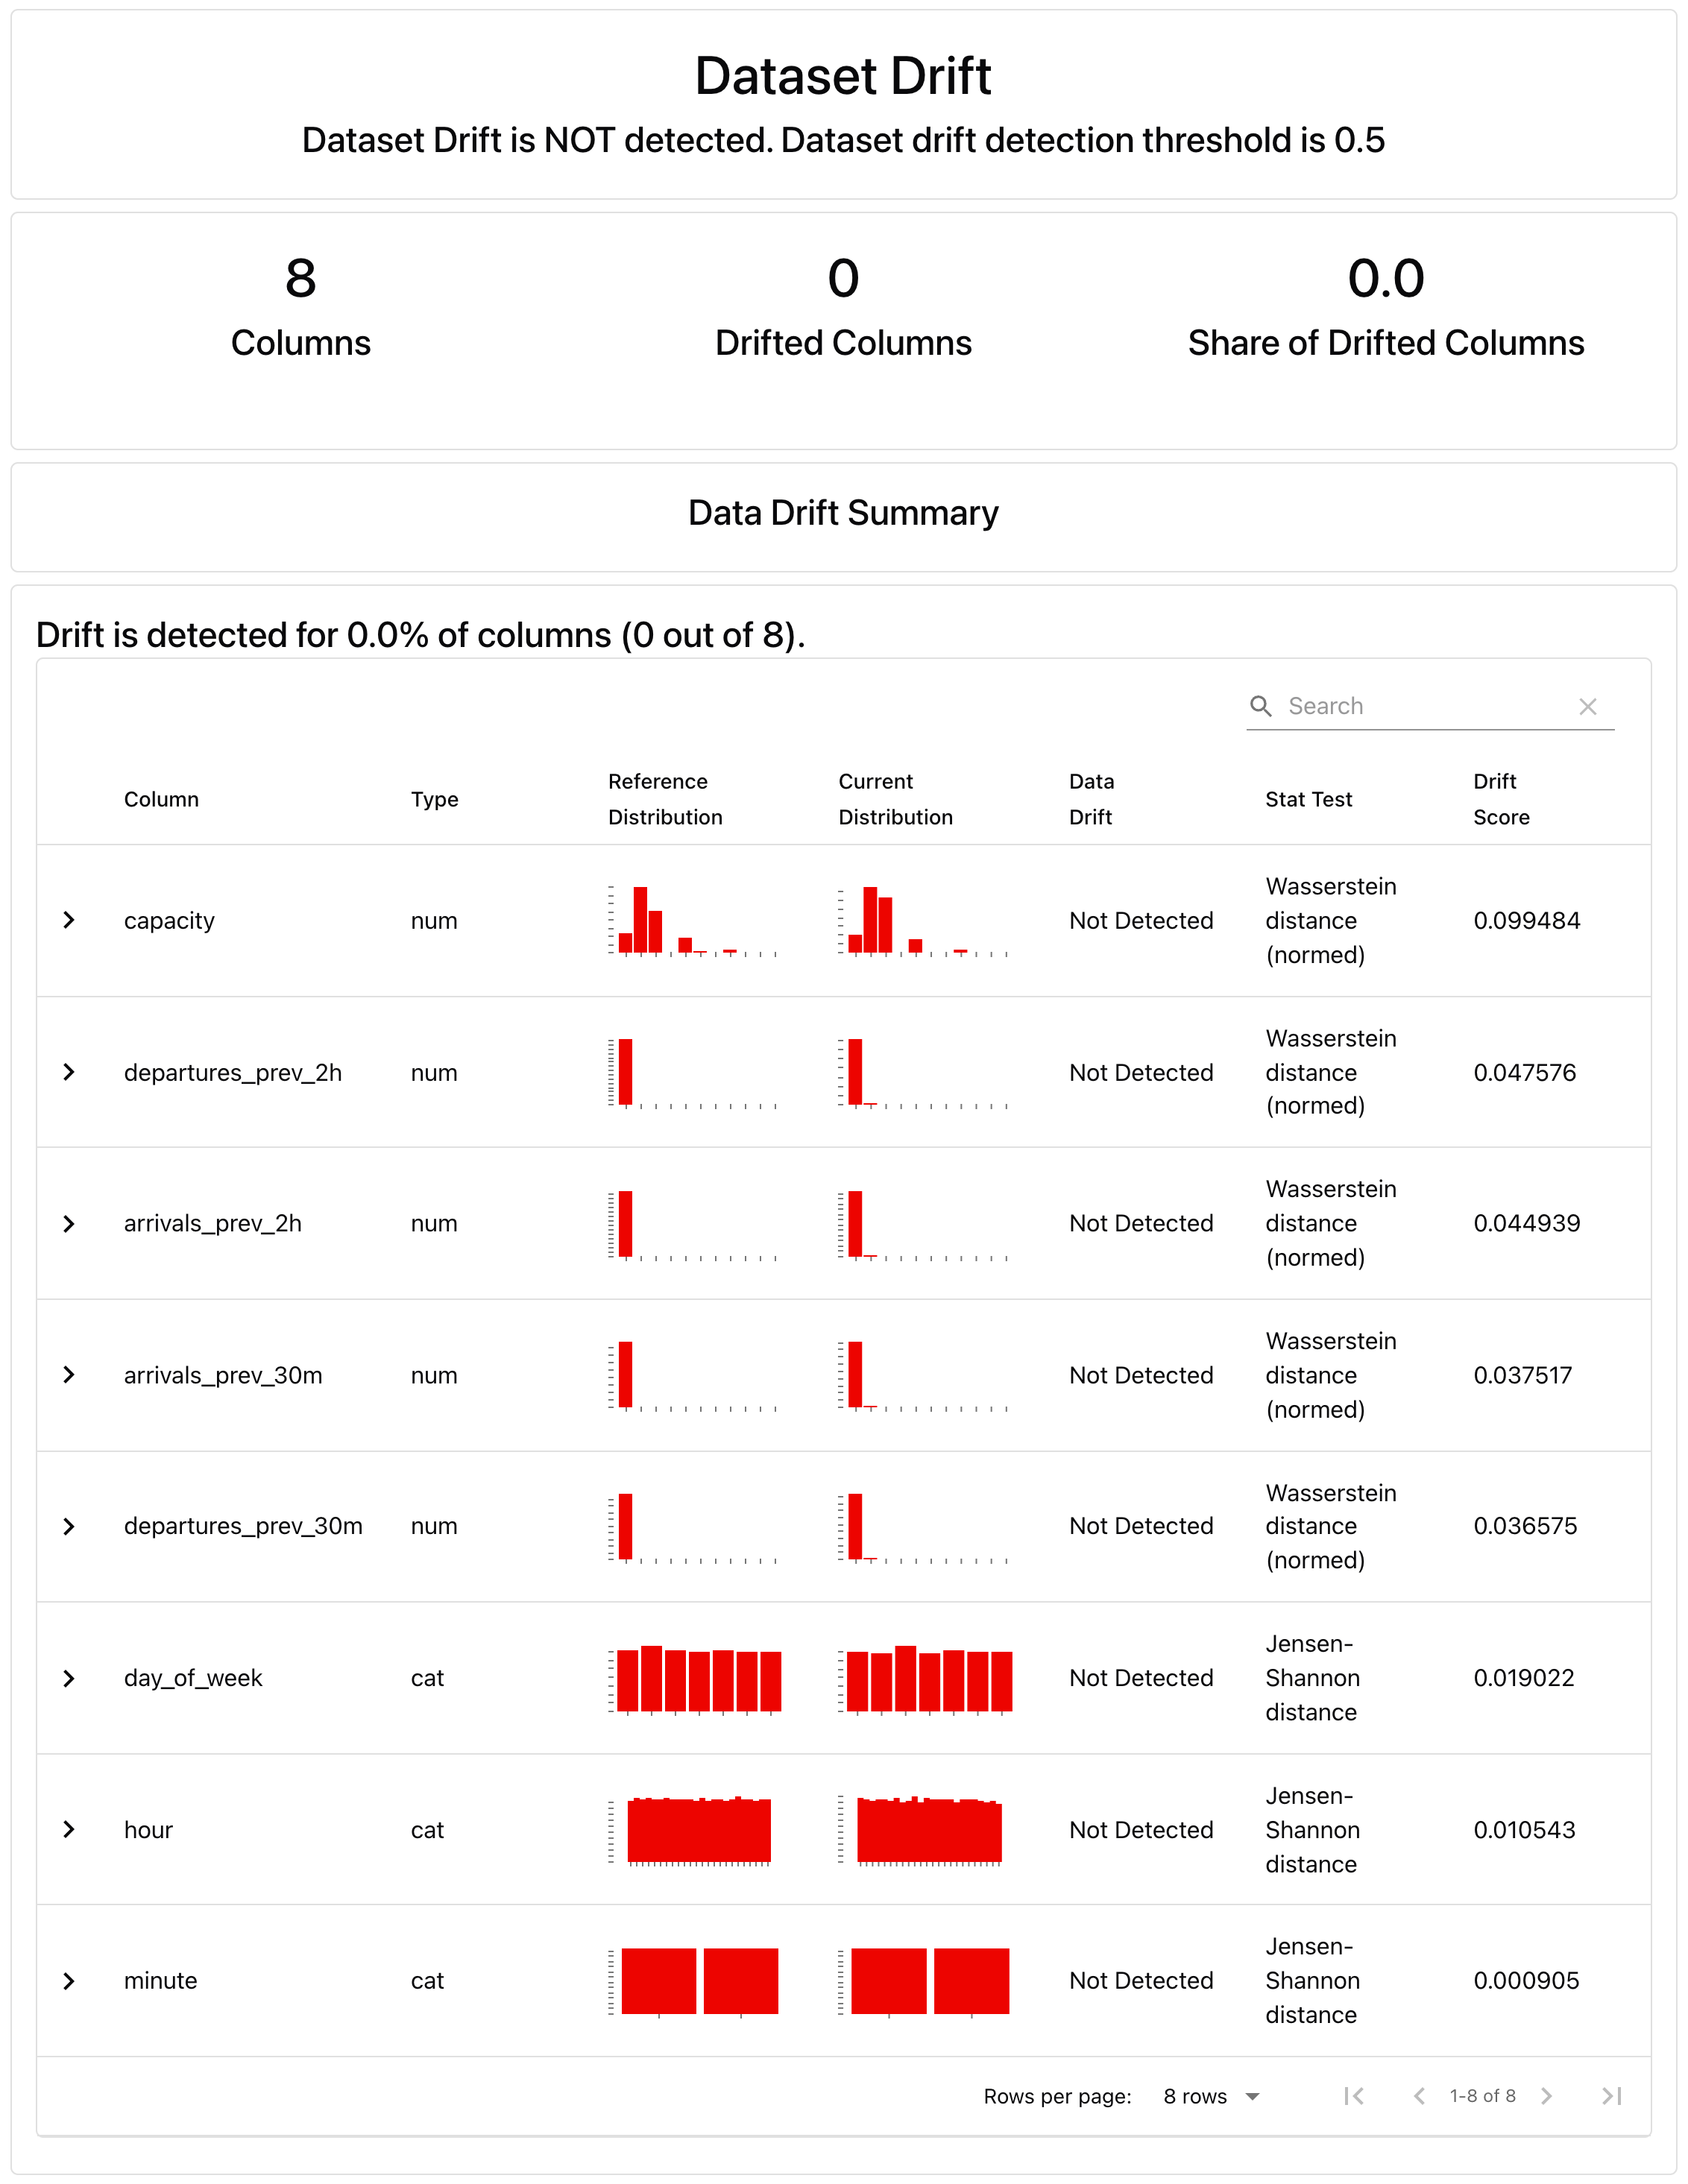 Dataset Drift
Dataset Drift is NOT detected. Dataset drift detection threshold is 0.5
8
Columns
0
Drifted Columns
0.0
Share of Drifted Columns
Data Drift Summary
Drift is detected for 0.0% of columns (0 out of 8).
Search
Column Type Reference Distribution Current Distribution Data Drift Stat Test Drift Score
capacity num Not Detected Wasserstein distance (normed) 0.099484
departures_prev_2h num Not Detected Wasserstein distance (normed) 0.047576
arrivals_prev_2h num Not Detected Wasserstein distance (normed) 0.044939
arrivals_prev_30m num Not Detected Wasserstein distance (normed) 0.037517
departures_prev_30m num Not Detected Wasserstein distance (normed) 0.036575
day_of_week cat Not Detected Jensen-Shannon distance 0.019022
hour cat Not Detected Jensen-Shannon distance 0.010543
minute cat Not Detected Jensen-Shannon distance 0.000905
Rows per page: 8 rows 1-8 of 8